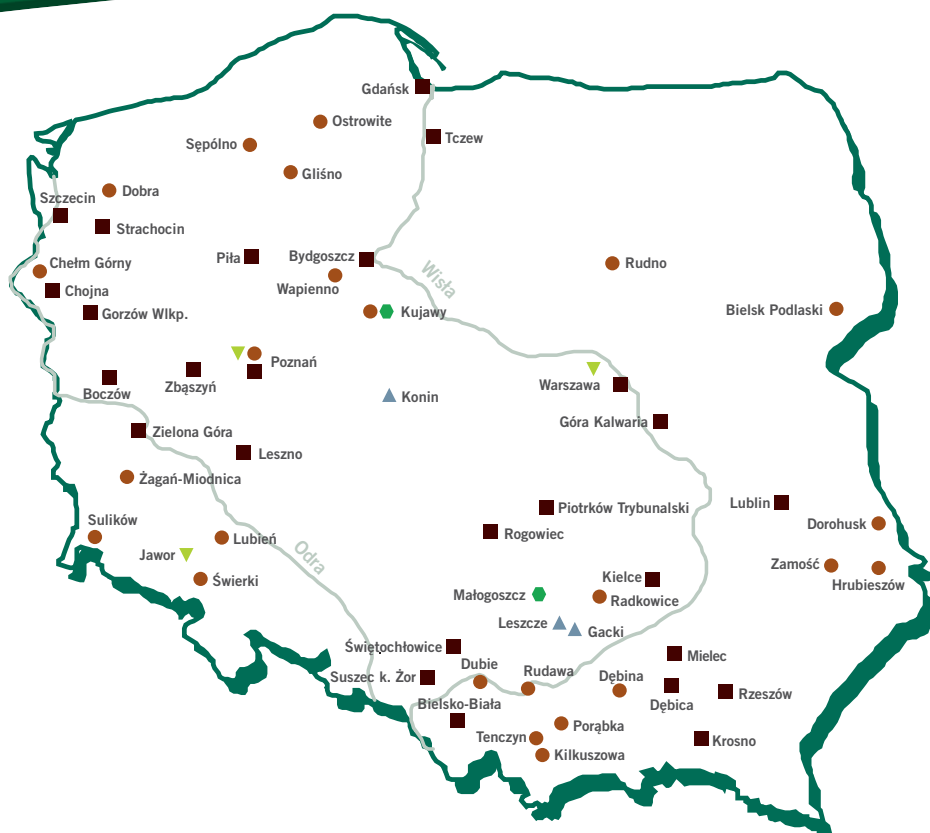 Gdańsk
Ostrowite
Tczew
Sępólno
Gliśno
Dobra
Szczecin
Strachocin
Piła
Bydgoszcz
Chełm Górny
Wisła
Rudno
Wapienno
Chojna
Gorzów Wlkp.
Kujawy
Bielsk Podlaski
Poznań
Zbąszyń
Warszawa
Boczów
Konin
Góra Kalwaria
Zielona Góra
Leszno
Żagań-Miodnica
Lublin
Piotrków Trybunalski
Sulików
Dorohusk
Rogowiec
Lubień
Odra
Jawor
Zamość
Świerki
Kielce
Hrubieszów
Małogoszcz
Radkowice
Leszcze
Gacki
Świętochłowice
Mielec
Dubie
Rudawa
Suszec k. Żor
Dębina
Rzeszów
Bielsko-Biała
Dębica
Porąbka
Tenczyn
Krosno
Kilkuszowa